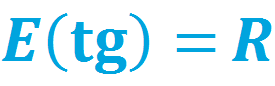 E(tg) = R